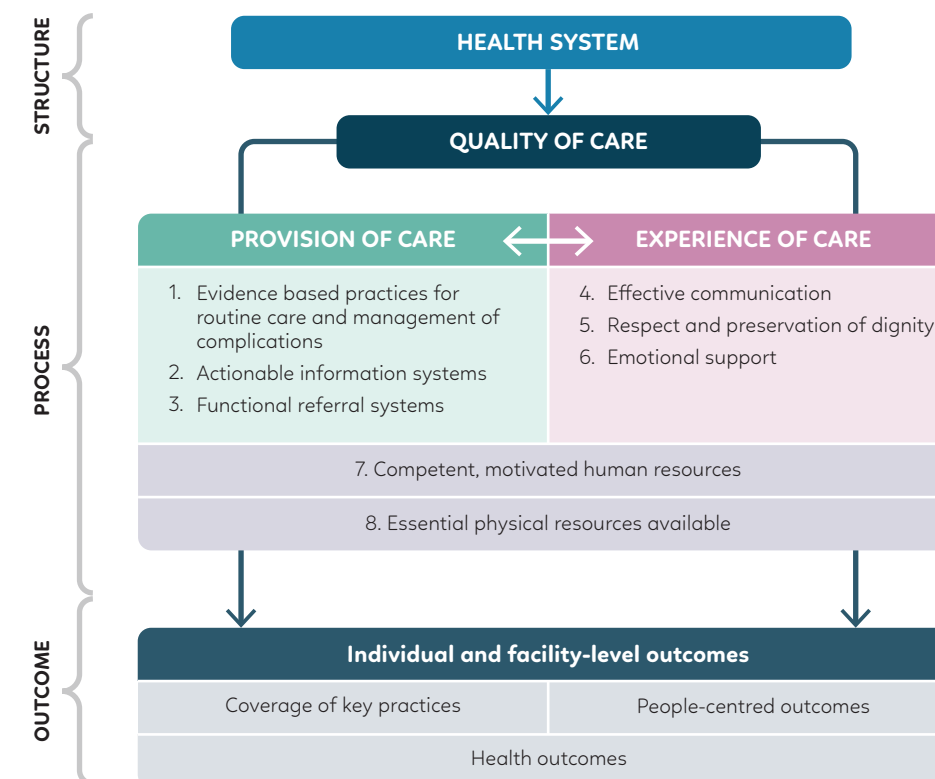 STRUCTURE
HEALTH SYSTEM
QUALITY OF CARE
PROCESS
PROVISION OF CARE
1. Evidence based practices for
routine care and management of
complications
2. Actionable information systems
3. Functional referral systems
EXPERIENCE OF CARE
4. Effective communication
5. Respect and preservation of dignity
6. Emotional support
7. Competent, motivated human resources
8. Essential physical resources available
OUTCOME
Individual and facility-level outcomes
Coverage of key practices
People-centred outcomes
Health outcomes